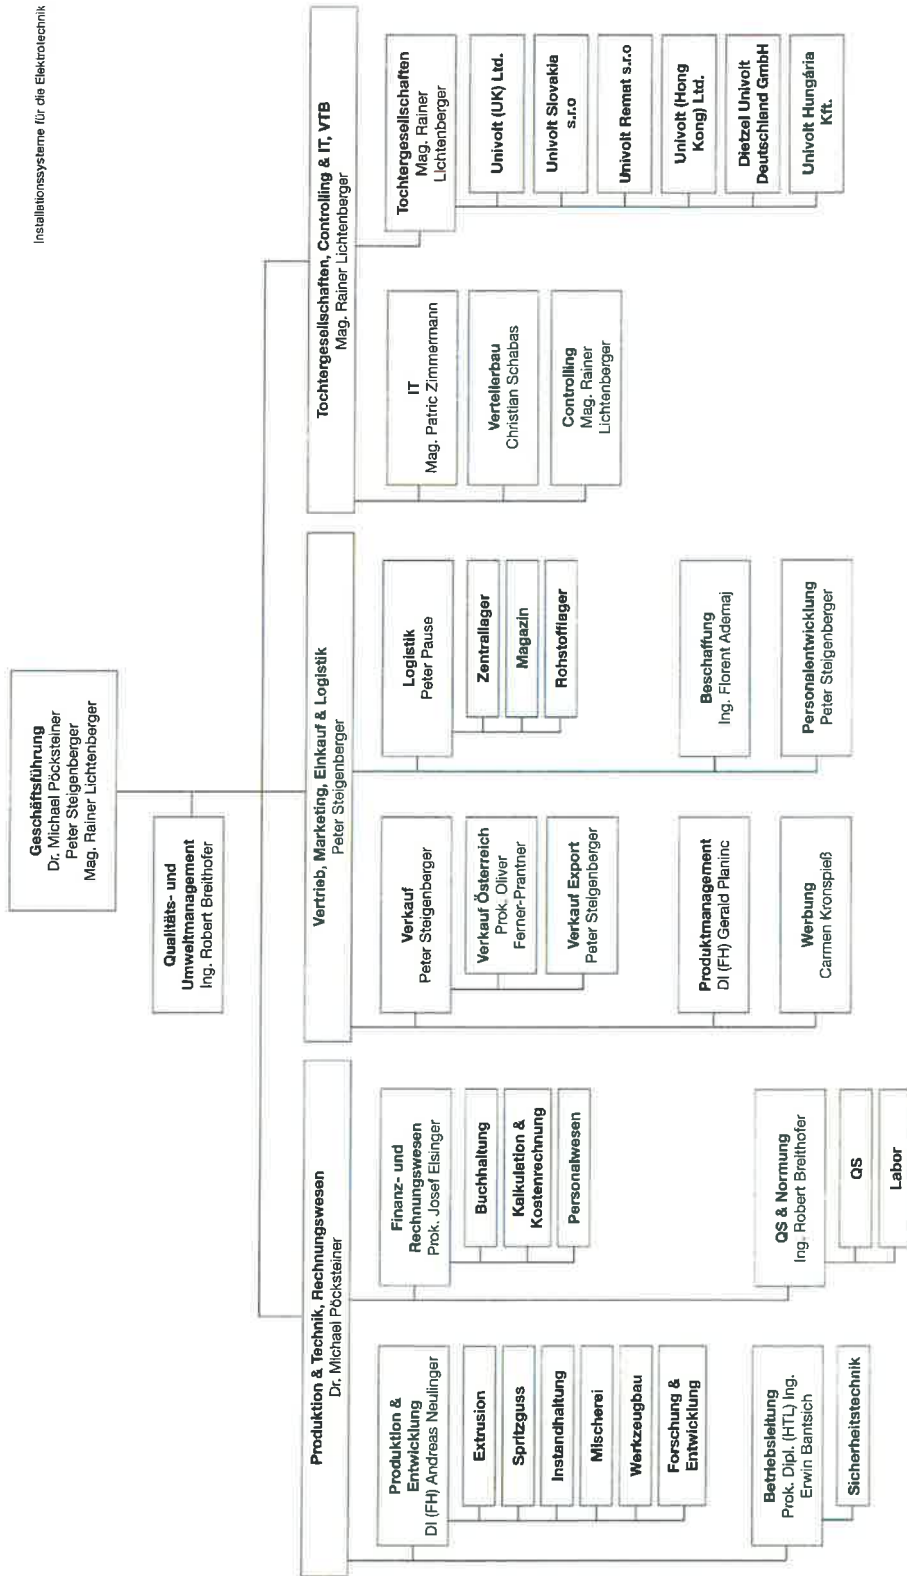 Installationssysteme für die Elektrotechnik
Geschäftsführung
Dr. Michael Pöcksteiner
Peter Steigenberger
Mag. Rainer Lichtenberger
Qualitäts- und
Umweltmanagement
Ing. Robert Breithofer
Produktion & Technik, Rechnungswesen
Dr. Michael Pöcksteiner
Produktion &
Entwicklung
DI (FH) Andreas Neulinger
Extrusion
Spritzguss
Instandhaltung
Mischerei
Werkzeugbau
Forschung &
Entwicklung
Betriebsleitung
Prok. Dipl. (HTL) Ing.
Erwin Bantsich
Sicherheitstechnik
Finanz- und
Rechnungswesen
Prok. Josef Elsinger
Buchhaltung
Kalkulation &
Kostenrechnung
Personalwesen
QS & Normung
Ing. Robert Breithofer
QS
Labor
Vertrieb, Marketing, Einkauf & Logistik
Peter Steigenberger
Verkauf
Peter Steigenberger
Verkauf Österreich
Prok. Oliver
Ferner-Prantner
Verkauf Export
Peter Steigenberger
Produktmanagement
DI (FH) Gerald Planinc
Werbung
Carmen Kronspieß
Logistik
Peter Pause
Zentrallager
Magazin
Rohstofflager
Beschaffung
Ing. Florent Ademaj
Personalentwicklung
Peter Steigenberger
Tochtergesellschaften, Controlling & IT, VTB
Mag. Rainer Lichtenberger
IT
Mag. Patric Zimmermann
Verteilerbau
Christian Schabas
Controlling
Mag. Rainer
Lichtenberger
Tochtergesellschaften
Mag. Rainer
Lichtenberger
Univolt (UK) Ltd.
Univolt Slovakia
s.r.o
Univolt Remat s.r.o
Univolt (Hong
Kong) Ltd.
Dietzel Univolt
Deutschland GmbH
Univolt Hungária
Kft.